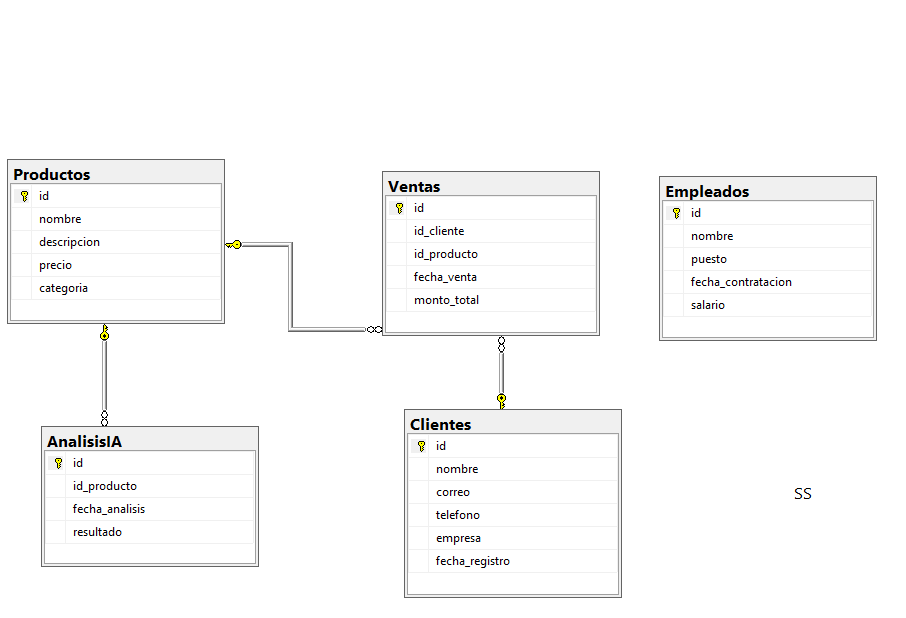 Productos
id
nombre
descripcion
precio
categoria
Ventas
id
id_cliente
id_producto
fecha_venta
monto_total
Empleados
id
nombre
puesto
fecha_contratacion
salario
AnalisisIA
id
id_producto
fecha_analisis
resultado
Clientes
id
nombre
correo
telefono
empresa
fecha_registro
SS